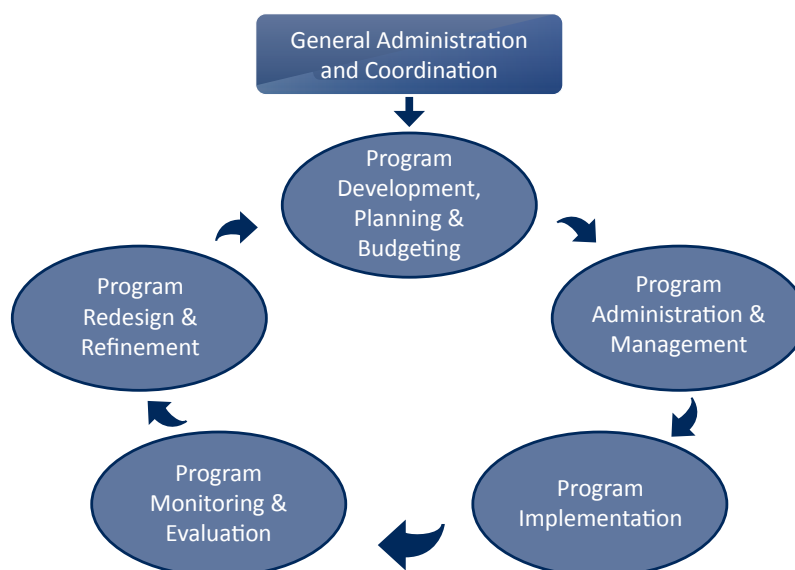 General Administration
and Coordination
Program
Development,
Planning &
Budgeting
Program
Administration &
Management
Program
Implementation
Program
Monitoring &
Evaluation
Program
Redesign &
Refinement